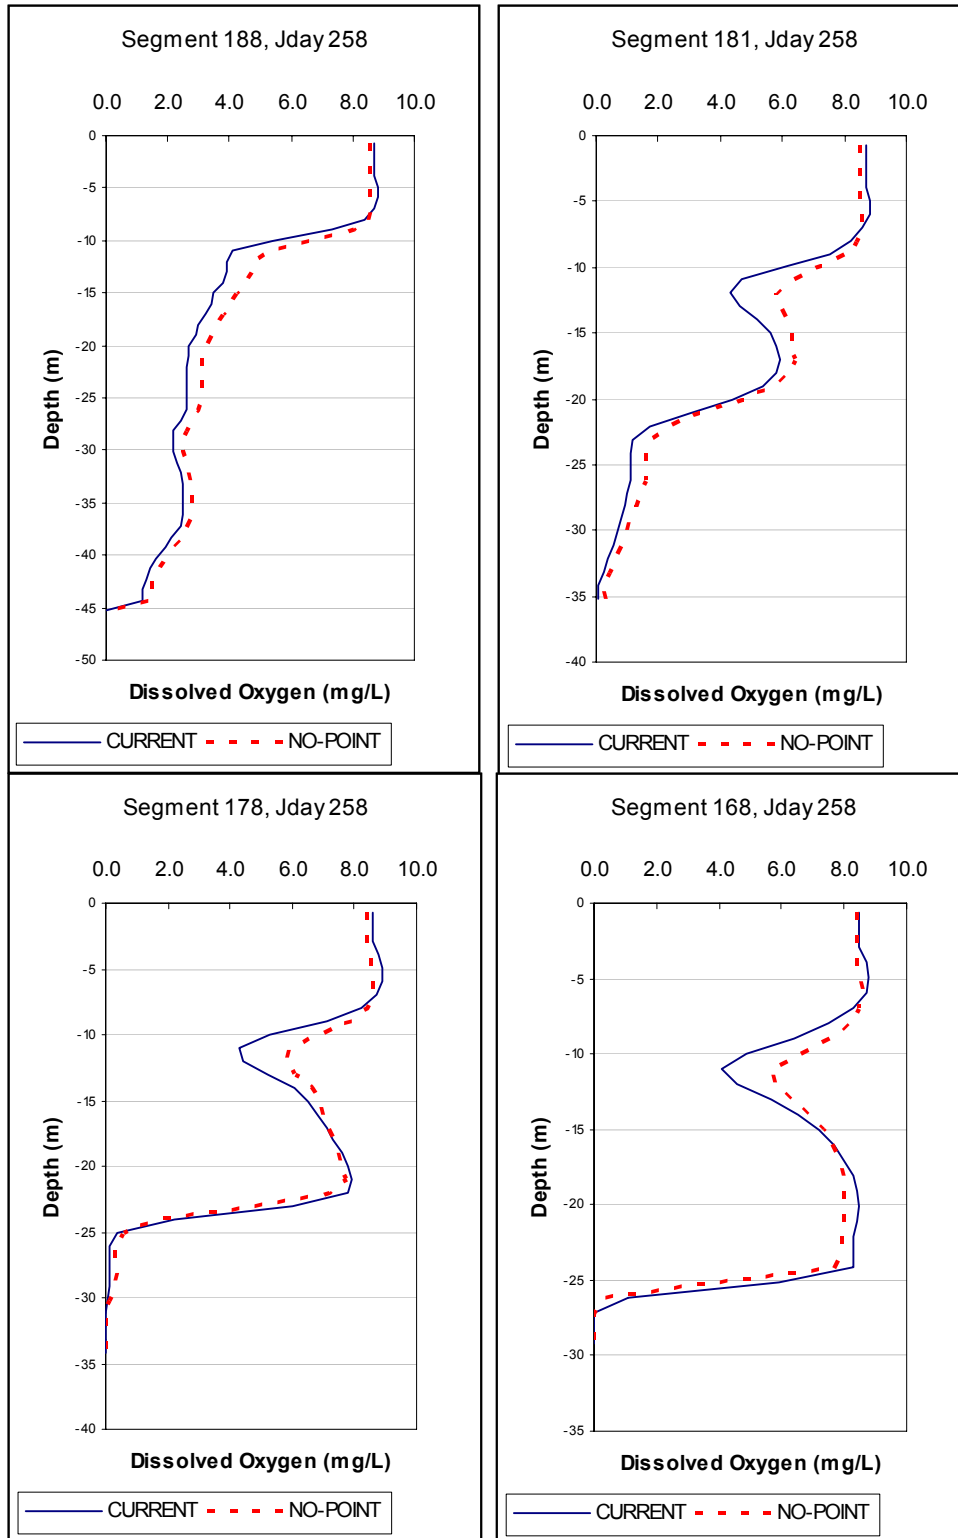 Segment 188, Jday 258
0.0 2.0 4.0 6.0 8.0 10.0
0
-5
-10
-15
-20
-25
-30
-35
-40
-45
-50
Depth (m)
Dissolved Oxygen (mg/L)
CURRENT NO-POINT
Segment 181, Jday 258
0.0 2.0 4.0 6.0 8.0 10.0
0
-5
-10
-15
-20
-25
-30
-35
-40
Depth (m)
Dissolved Oxygen (mg/L)
CURRENT NO-POINT
Segment 178, Jday 258
0.0 2.0 4.0 6.0 8.0 10.0
0
-5
-10
-15
-20
-25
-30
-35
-40
Depth (m)
Dissolved Oxygen (mg/L)
CURRENT NO-POINT
Segment 168, Jday 258
0.0 2.0 4.0 6.0 8.0 10.0
0
-5
-10
-15
-20
-25
-30
-35
Depth (m)
Dissolved Oxygen (mg/L)
CURRENT NO-POINT